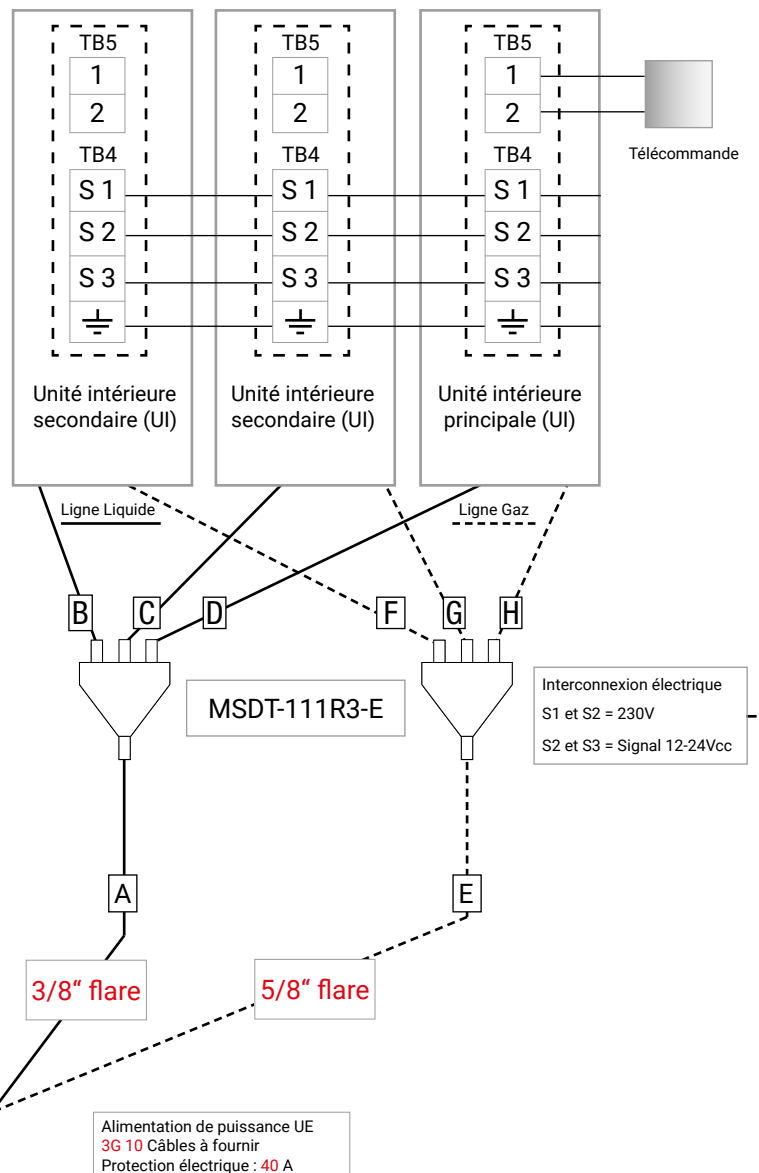 TB5
TB5
TB5
1
1
1
2
2
2
Télécommande
TB4
TB4
TB4
S 1
S 1
S 1
S 2
S 2
S 2
S 3
S 3
S 3
Unité intérieure
secondaire (UI)
Unité intérieure
secondaire (UI)
Unité intérieure
principale (UI)
Ligne Liquide
Ligne Gaz
B
C
D
F
G
H
MSDT-111R3-E
Interconnexion électrique
S1 et S2 = 230V
S2 et S3 = Signal 12-24Vcc
A
E
3/8“ flare
5/8“ flare
Alimentation de puissance UE
3G 10 Câbles à fournir
Protection électrique : 40 A